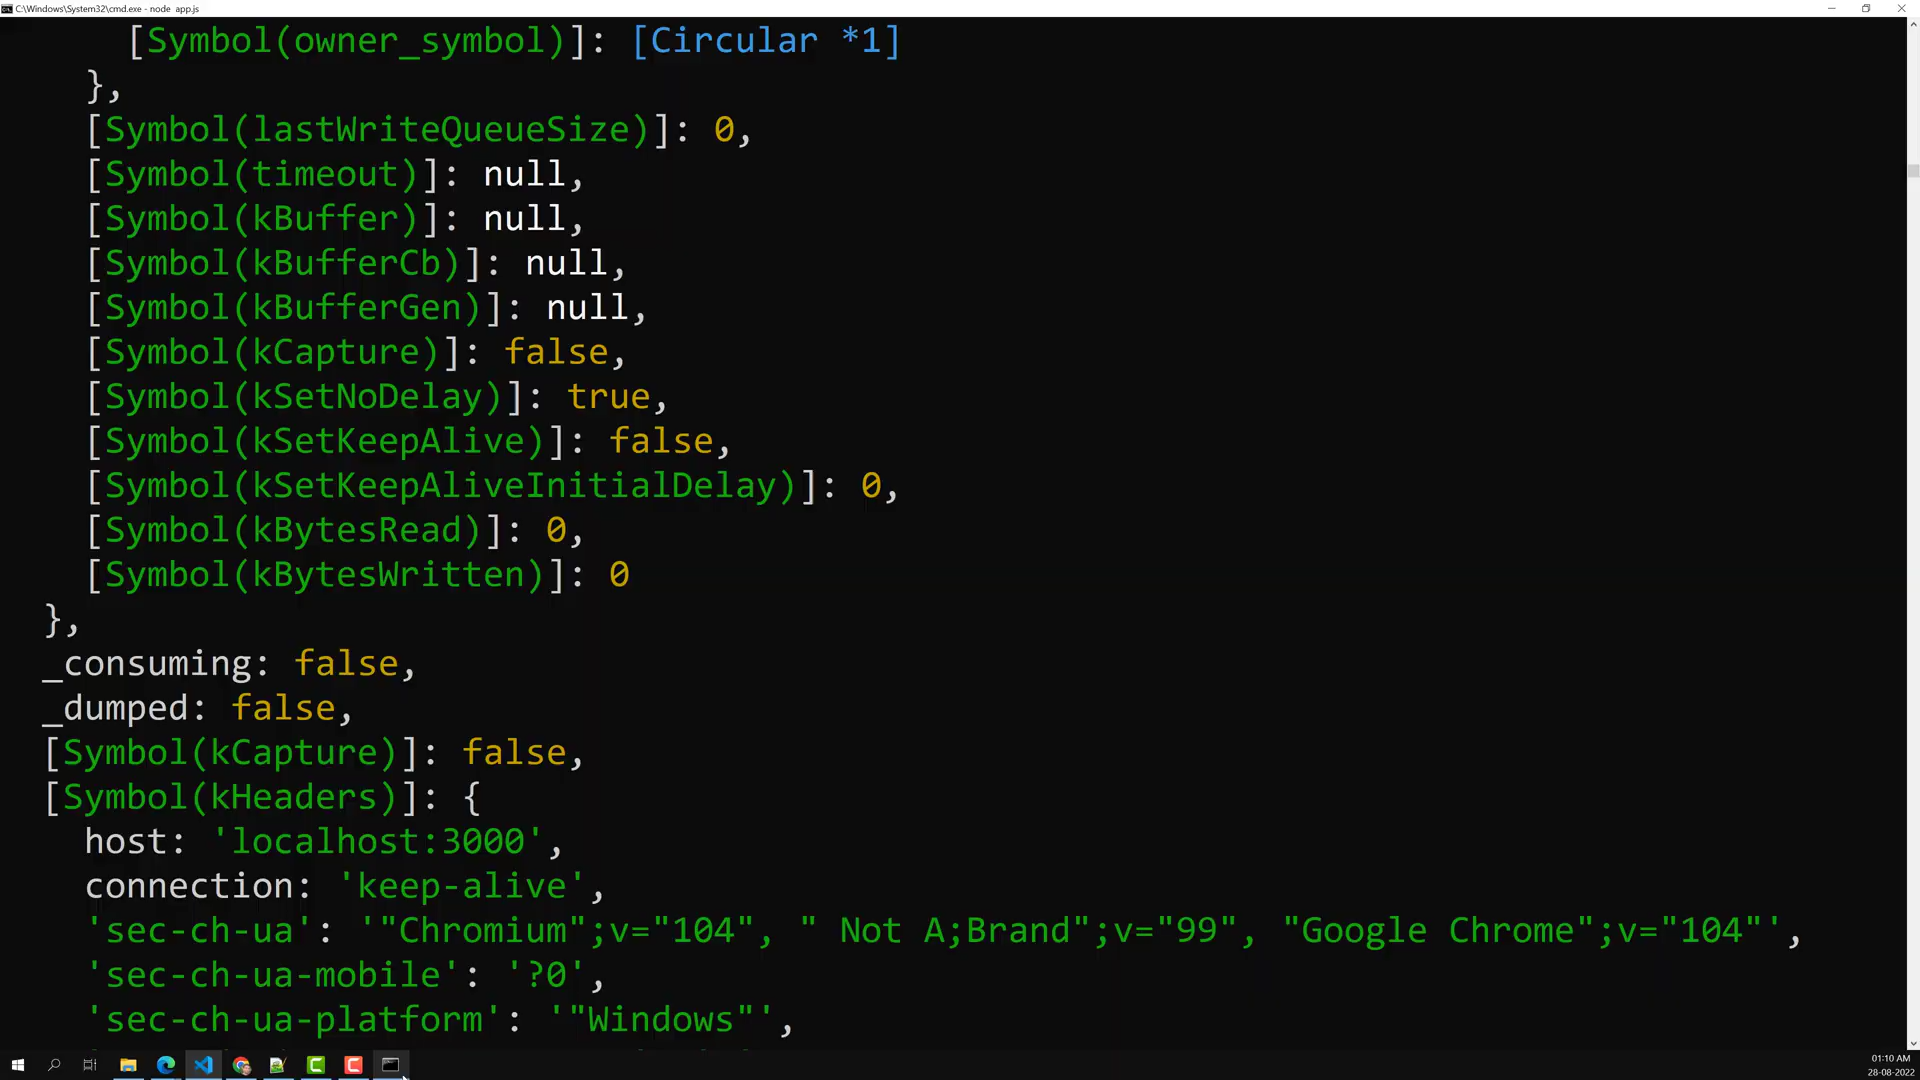 C:\Windows\System32\cmd.exe - node  app.js
[Symbol(owner_symbol)]: [Circular *1]
},
[Symbol(lastWriteQueueSize)]: 0,
[Symbol(timeout)]: null,
[Symbol(kBuffer)]: null,
[Symbol(kBufferCb)]: null,
[Symbol(kBufferGen)]: null,
[Symbol(kCapture)]: false,
[Symbol(kSetNoDelay)]: true,
[Symbol(kSetKeepAlive)]: false,
[Symbol(kSetKeepAliveInitialDelay)]: 0,
[Symbol(kBytesRead)]: 0,
[Symbol(kBytesWritten)]: 0
},
_consuming: false,
_dumped: false,
[Symbol(kCapture)]: false,
[Symbol(kHeaders)]: {
host: 'localhost:3000',
connection: 'keep-alive',
'sec-ch-ua': '"Chromium";v="104", " Not A;Brand";v="99", "Google Chrome";v="104"',
'sec-ch-ua-mobile': '?0',
'sec-ch-ua-platform': '"Windows"',
01:10 AM
28-08-2022